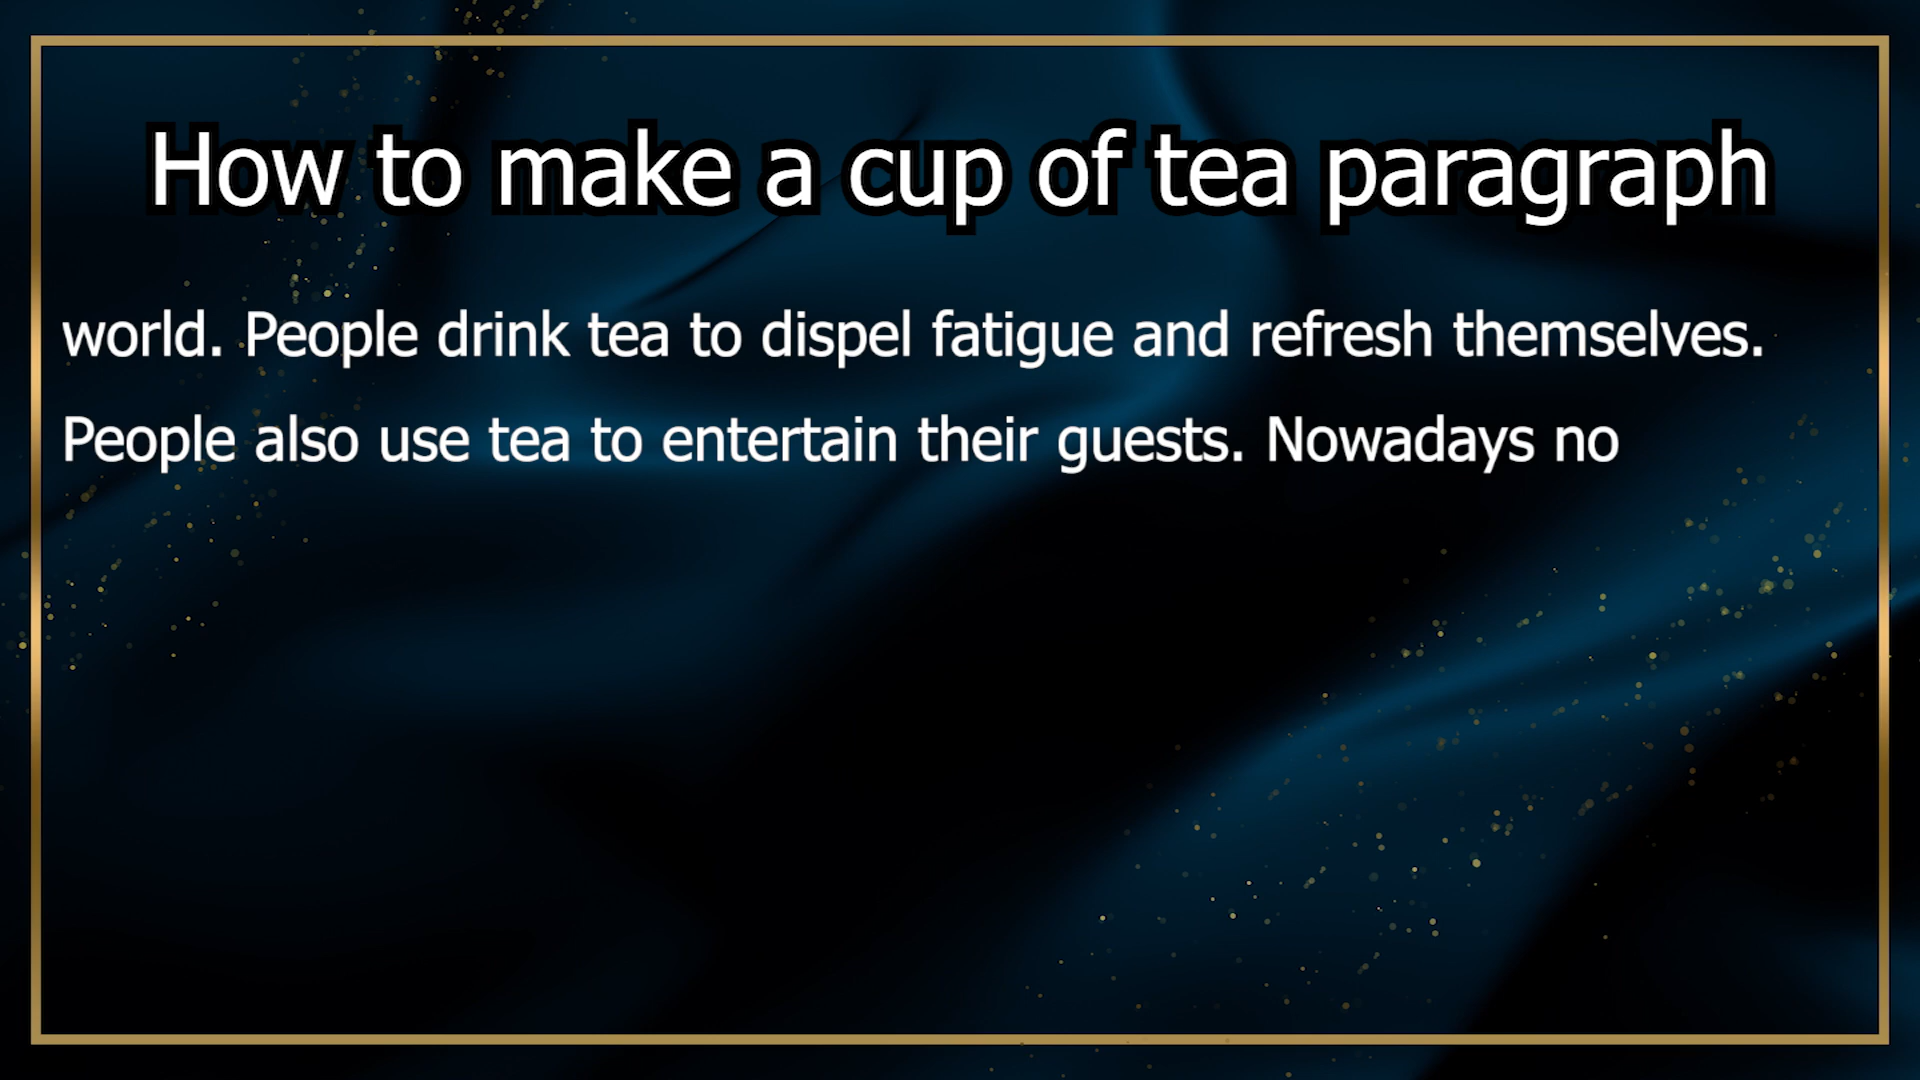 How to make a cup of tea paragraph
world. People drink tea to dispel fatigue and refresh themselves.
People also use tea to entertain their guests. Nowadays no